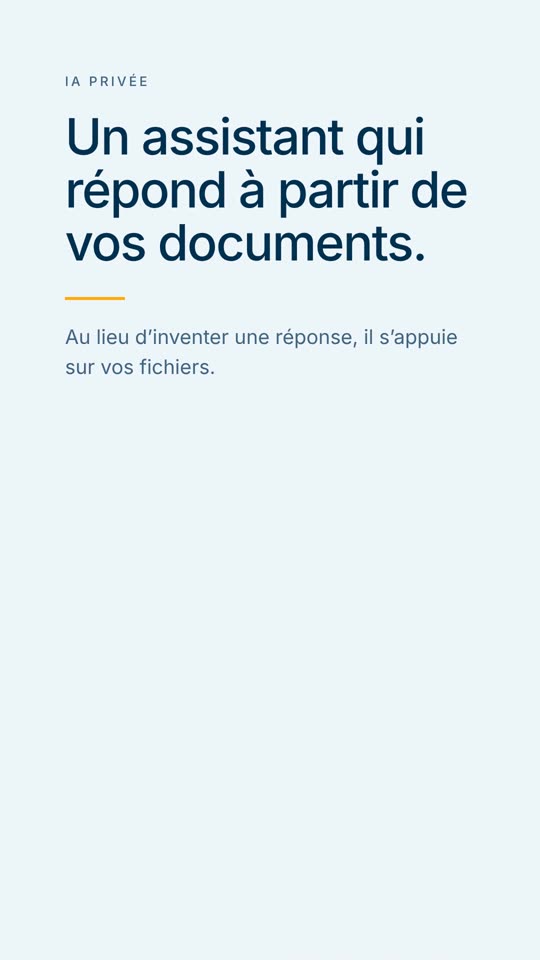 IA PRIVÉE
Un assistant qui
répond à partir de
vos documents.
Au lieu d’inventer une réponse, il s’appuie
sur vos fichiers.